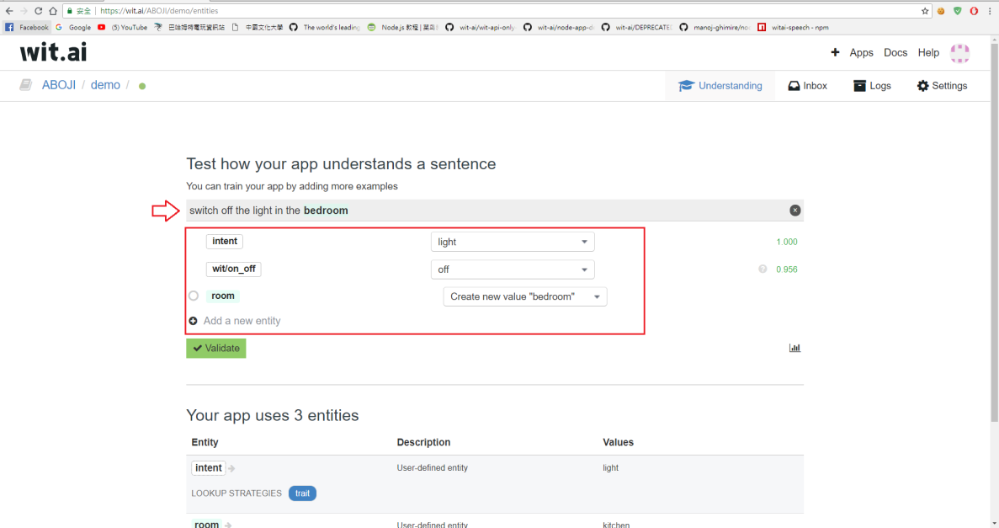 安全 https://wit.ai/ABOJI/demo/entities
Facebook Google (5) YouTube 巴哈姆特電玩資訊站 中國文化大學 The world's leading Node.js 教程 | 菜鸟 wit-ai/wit-api-only- wit-ai/node-app-d wit-ai/DEPRECATED manoj-ghimire/no witai-speech - npm
wit.ai
Apps Docs Help
ABOJI / demo /
Understanding Inbox Logs Settings
Test how your app understands a sentence
You can train your app by adding more examples
switch off the light in the bedroom
intent light 1.000
wit/on_off off 0.956
room Create new value "bedroom"
Add a new entity
Validate
Your app uses 3 entities
Entity Description Values
intent User-defined entity light
LOOKUP STRATEGIES trait
room User-defined entity kitchen